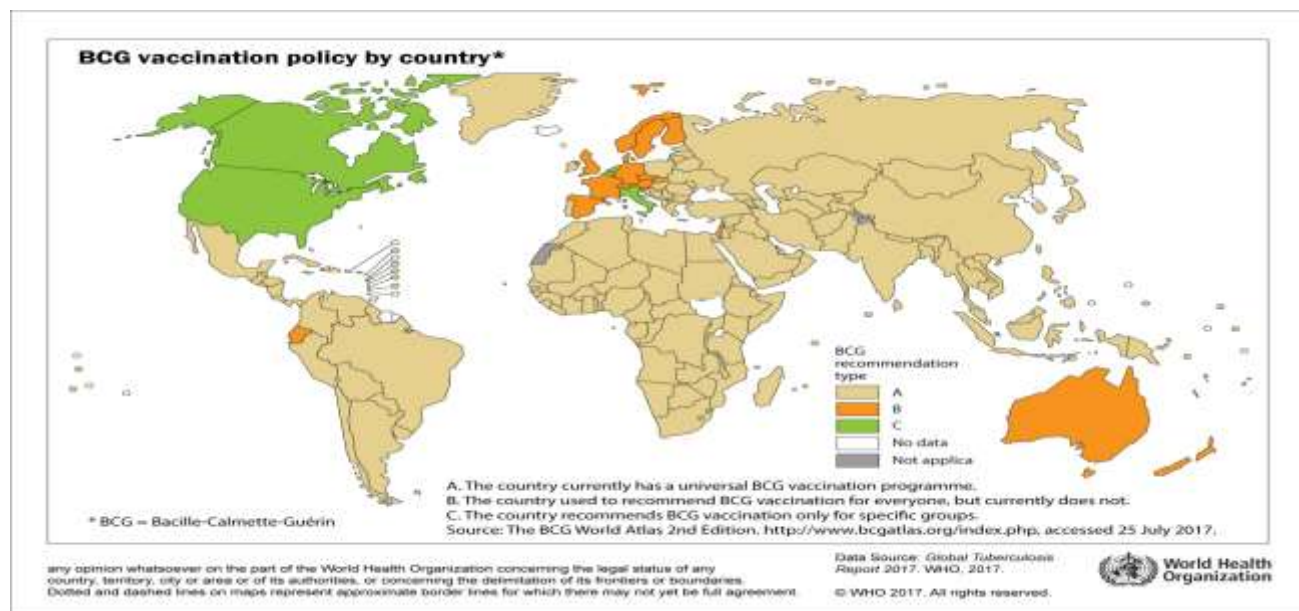 BCG vaccination policy by country*
BCG
recommendation
type
A
B
C
No data
Not applica
A. The country currently has a universal BCG vaccination programme.
B. The country used to recommend BCG vaccination for everyone, but currently does not.
C. The country recommends BCG vaccination only for specific groups.
Source: The BCG World Atlas 2nd Edition, http://www.bcgatlas.org/index.php, accessed 25 July 2017.
* BCG = Bacille-Calmette-Guérin
any opinion whatsoever on the part of the World Health Organization concerning the legal status of any
country, territory, city or area or of its authorities, or concerning the delimitation of its frontiers or boundaries.
Dotted and dashed lines on maps represent approximate border lines for which there may not yet be full agreement.
Data Source: Global Tuberculosis
Report 2017. WHO, 2017.
© WHO 2017. All rights reserved.
World Health
Organization